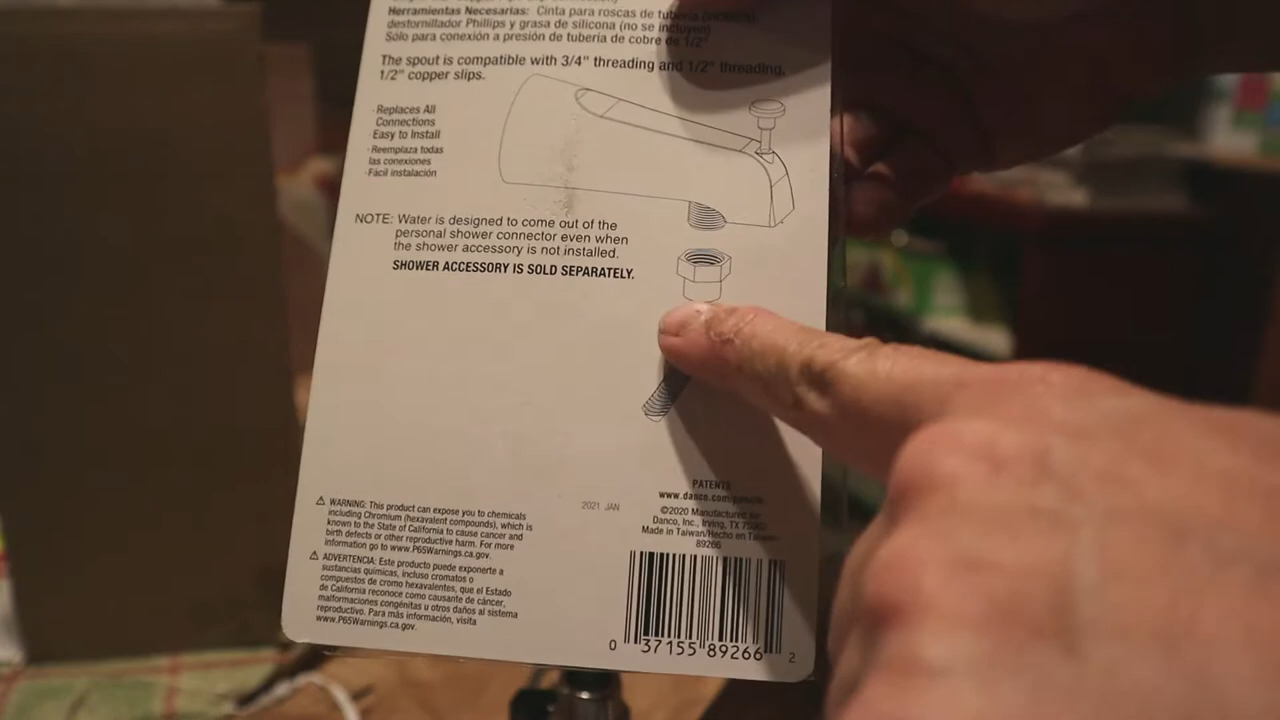 Herramientas Necesarias: Cinta para roscas de tubería (incluida)
destornillador Phillips y grasa de silicona (no se incluyen)
Sólo para conexión a presión de tubería de cobre de 1/2"
The spout is compatible with 3/4" threading and 1/2" threading,
1/2" copper slips.
· Replaces All
Connections
· Easy to Install
· Reemplaza todas
las conexiones
· Fácil instalación
NOTE: Water is designed to come out of the
personal shower connector even when
the shower accessory is not installed.
SHOWER ACCESSORY IS SOLD SEPARATELY.
⚠ WARNING: This product can expose you to chemicals
including Chromium (hexavalent compounds), which is
known to the State of California to cause cancer and
birth defects or other reproductive harm. For more
information go to www.P65Warnings.ca.gov.
⚠ ADVERTENCIA: Este producto puede exponerte a
sustancias químicas, incluso cromatos o
compuestos de cromo hexavalentes, que el Estado
de California reconoce como causante de cáncer,
malformaciones congénitas u otros daños al sistema
reproductivo. Para más información, visita
www.P65Warnings.ca.gov.
2021 JAN
PATENTS
www.danco.com/patents
©2020 Manufactured for
Danco, Inc., Irving, TX
Made in Taiwan/Hecho en Taiwan
89266
0 37155 89266 2